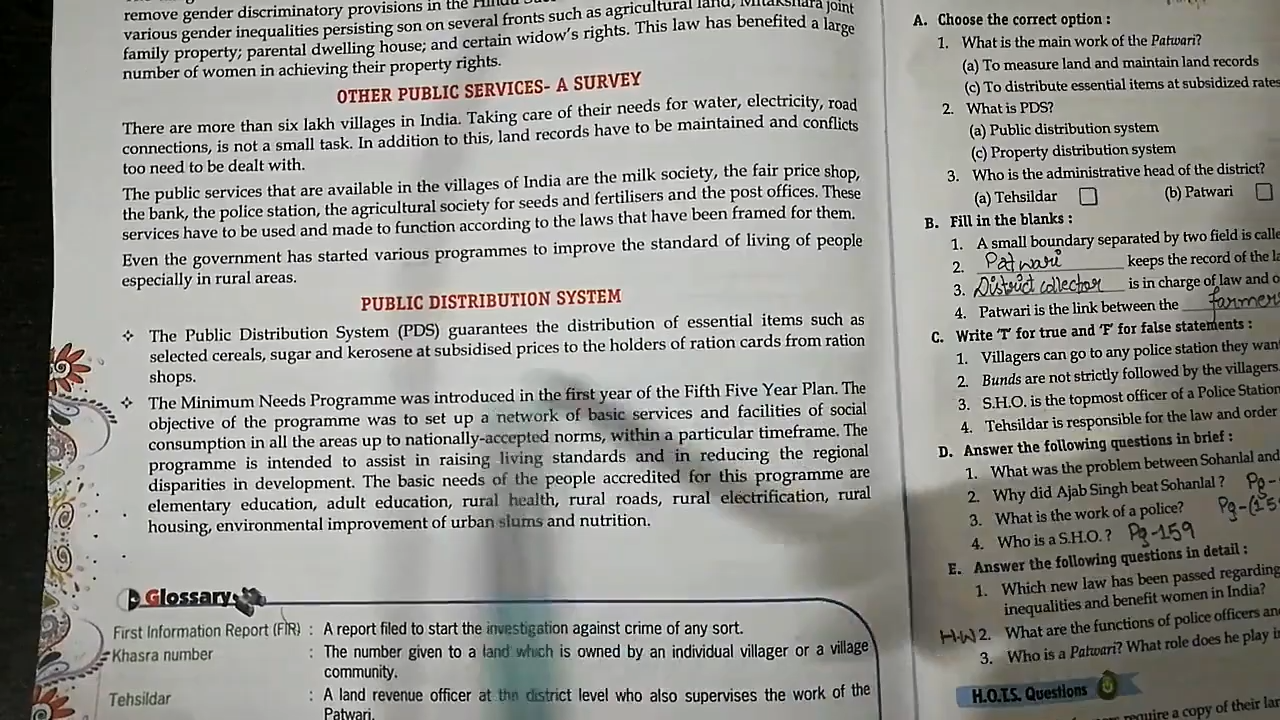 remove gender discriminatory provisions in the Hindu
various gender inequalities persisting son on several fronts such as agricultural land; Mitakshara joint
family property; parental dwelling house; and certain widow's rights. This law has benefited a large
number of women in achieving their property rights.
OTHER PUBLIC SERVICES- A SURVEY
There are more than six lakh villages in India. Taking care of their needs for water, electricity, road
connections, is not a small task. In addition to this, land records have to be maintained and conflicts
too need to be dealt with.
The public services that are available in the villages of India are the milk society, the fair price shop,
the bank, the police station, the agricultural society for seeds and fertilisers and the post offices. These
services have to be used and made to function according to the laws that have been framed for them.
Even the government has started various programmes to improve the standard of living of people
especially in rural areas.
PUBLIC DISTRIBUTION SYSTEM
❖ The Public Distribution System (PDS) guarantees the distribution of essential items such as
selected cereals, sugar and kerosene at subsidised prices to the holders of ration cards from ration
shops.
❖ The Minimum Needs Programme was introduced in the first year of the Fifth Five Year Plan. The
objective of the programme was to set up a network of basic services and facilities of social
consumption in all the areas up to nationally-accepted norms, within a particular timeframe. The
programme is intended to assist in raising living standards and in reducing the regional
disparities in development. The basic needs of the people accredited for this programme are
elementary education, adult education, rural health, rural roads, rural electrification, rural
housing, environmental improvement of urban slums and nutrition.
Glossary
First Information Report (FIR) : A report filed to start the investigation against crime of any sort.
Khasra number : The number given to a land which is owned by an individual villager or a village
community.
Tehsildar : A land revenue officer at the district level who also supervises the work of the
Patwari.
A. Choose the correct option :
1. What is the main work of the Patwari?
(a) To measure land and maintain land records
(c) To distribute essential items at subsidized rates
2. What is PDS?
(a) Public distribution system
(c) Property distribution system
3. Who is the administrative head of the district?
(a) Tehsildar (b) Patwari
B. Fill in the blanks :
1. A small boundary separated by two field is
2. Patwari keeps the record of the
3. District collector is in charge of law and
4. Patwari is the link between the farmers
C. Write 'T' for true and 'F' for false statements :
1. Villagers can go to any police station they
2. Bunds are not strictly followed by the villagers.
3. S.H.O. is the topmost officer of a Police Station
4. Tehsildar is responsible for the law and order
D. Answer the following questions in brief :
1. What was the problem between Sohanlal and
2. Why did Ajab Singh beat Sohanlal ? Pg-
3. What is the work of a police? Pg-(15
4. Who is a S.H.O. ? Pg-159
E. Answer the following questions in detail :
1. Which new law has been passed regarding
inequalities and benefit women in India?
HW 2. What are the functions of police officers and
3. Who is a Patwari? What role does he play
H.O.T.S. Questions
require a copy of their